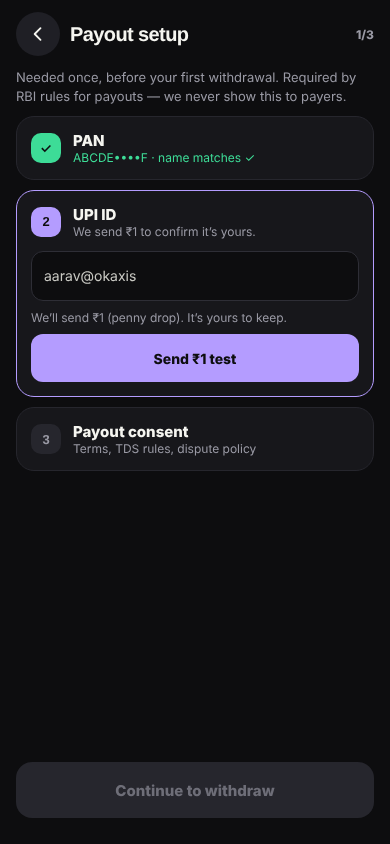 Payout setup
1/3
Needed once, before your first withdrawal. Required by
RBI rules for payouts — we never show this to payers.
✓
PAN
ABCDE••••F · name matches ✓
2
UPI ID
We send ₹1 to confirm it’s yours.
aarav@okaxis
We’ll send ₹1 (penny drop). It’s yours to keep.
Send ₹1 test
3
Payout consent
Terms, TDS rules, dispute policy
Continue to withdraw